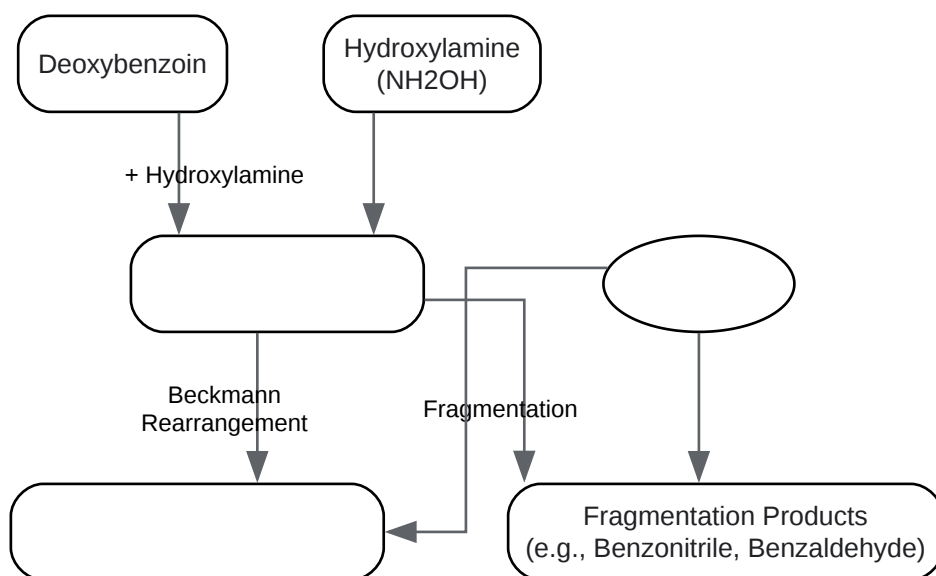 Deoxybenzoin
Hydroxylamine
(NH2OH)
+ Hydroxylamine
Beckmann
Rearrangement
Fragmentation
Fragmentation Products
(e.g., Benzonitrile, Benzaldehyde)